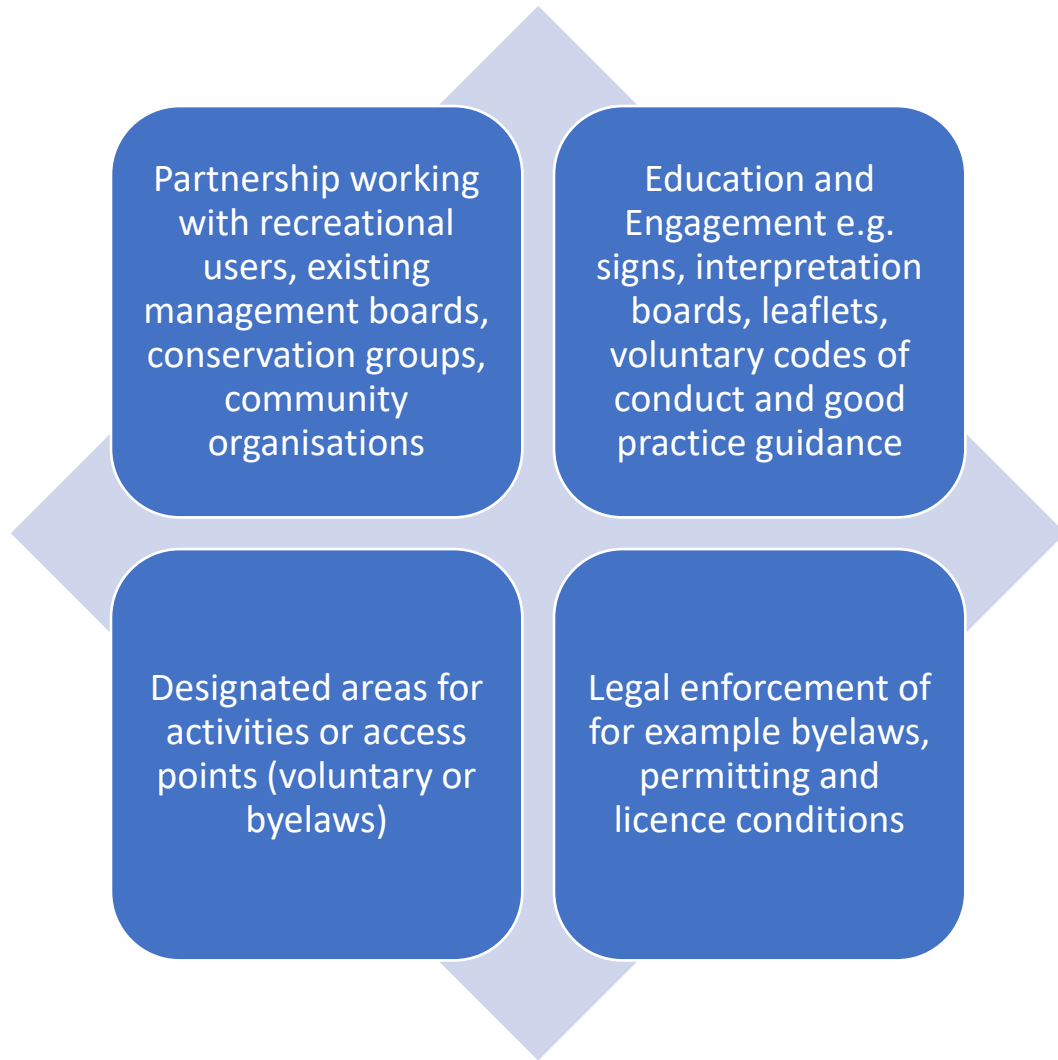 Partnership working
with recreational
users, existing
management boards,
conservation groups,
community
organisations
Education and
Engagement e.g.
signs, interpretation
boards, leaflets,
voluntary codes of
conduct and good
practice guidance
Designated areas for
activities or access
points (voluntary or
byelaws)
Legal enforcement of
for example byelaws,
permitting and
licence conditions